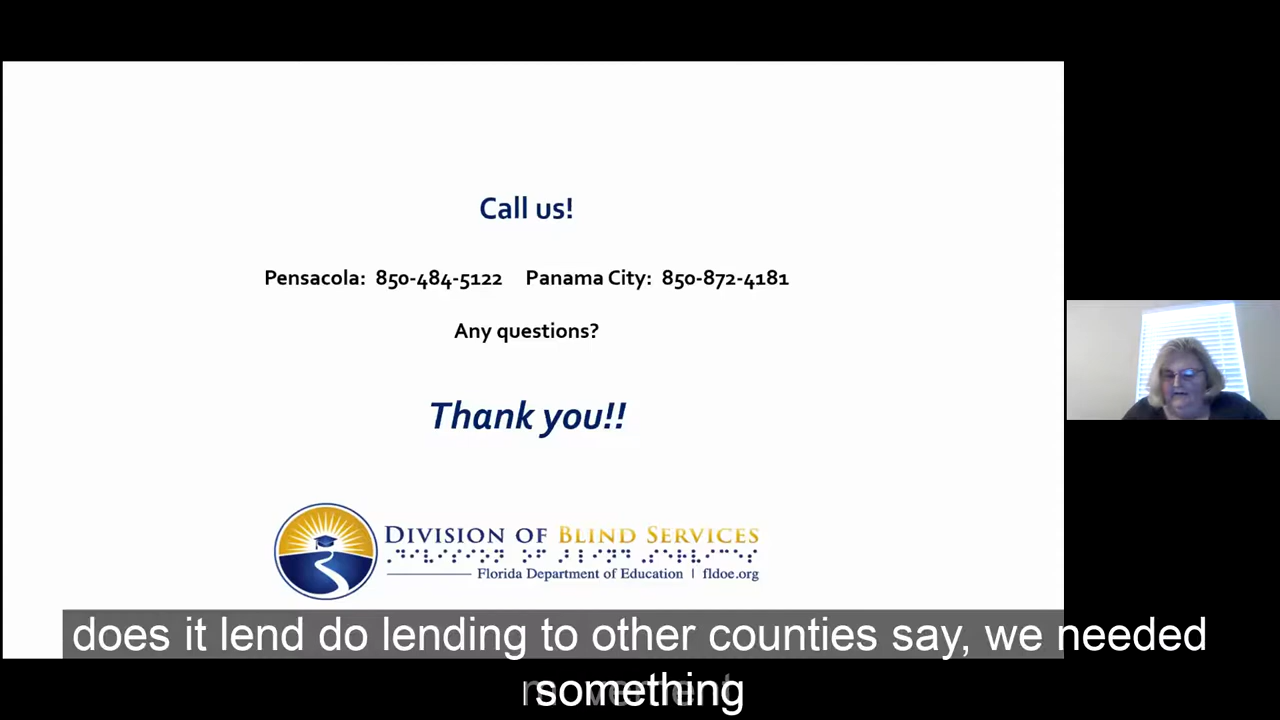 Call us!
Pensacola: 850-484-5122 Panama City: 850-872-4181
Any questions?
Thank you!!
DIVISION OF BLIND SERVICES
Florida Department of Education | fldoe.org
does it lend do lending to other counties say, we needed
something